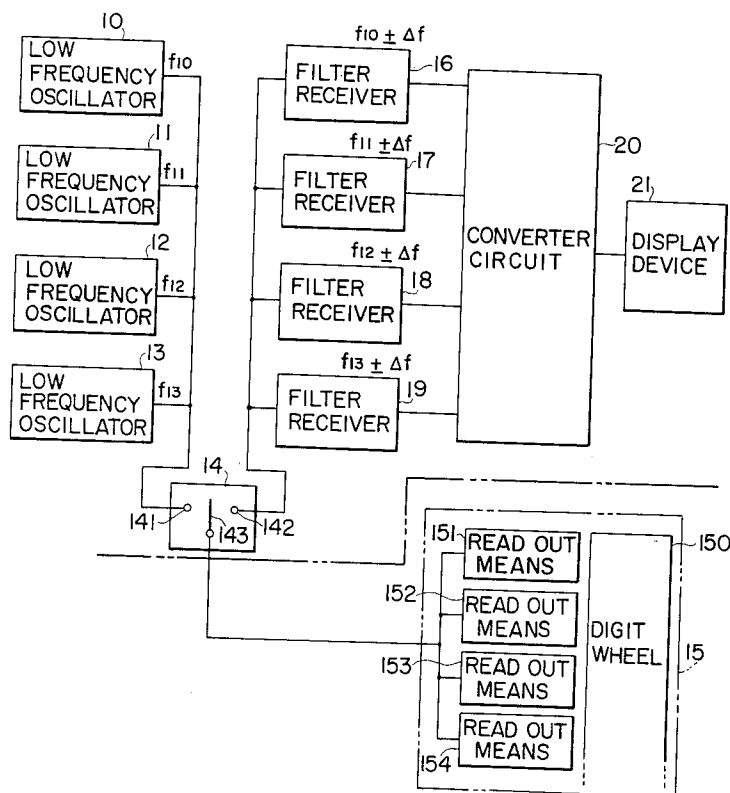 10
LOW
FREQUENCY
OSCILLATOR
f10
11
LOW
FREQUENCY
OSCILLATOR
f11
12
LOW
FREQUENCY
OSCILLATOR
f12
13
LOW
FREQUENCY
OSCILLATOR
f13
f10 ± Δf
16
FILTER
RECEIVER
f11 ± Δf
17
FILTER
RECEIVER
f12 ± Δf
18
FILTER
RECEIVER
f13 ± Δf
19
FILTER
RECEIVER
20
CONVERTER
CIRCUIT
21
DISPLAY
DEVICE
14
141
143
142
151
READ OUT
MEANS
152
READ OUT
MEANS
153
READ OUT
MEANS
154
READ OUT
MEANS
150
DIGIT
WHEEL
15